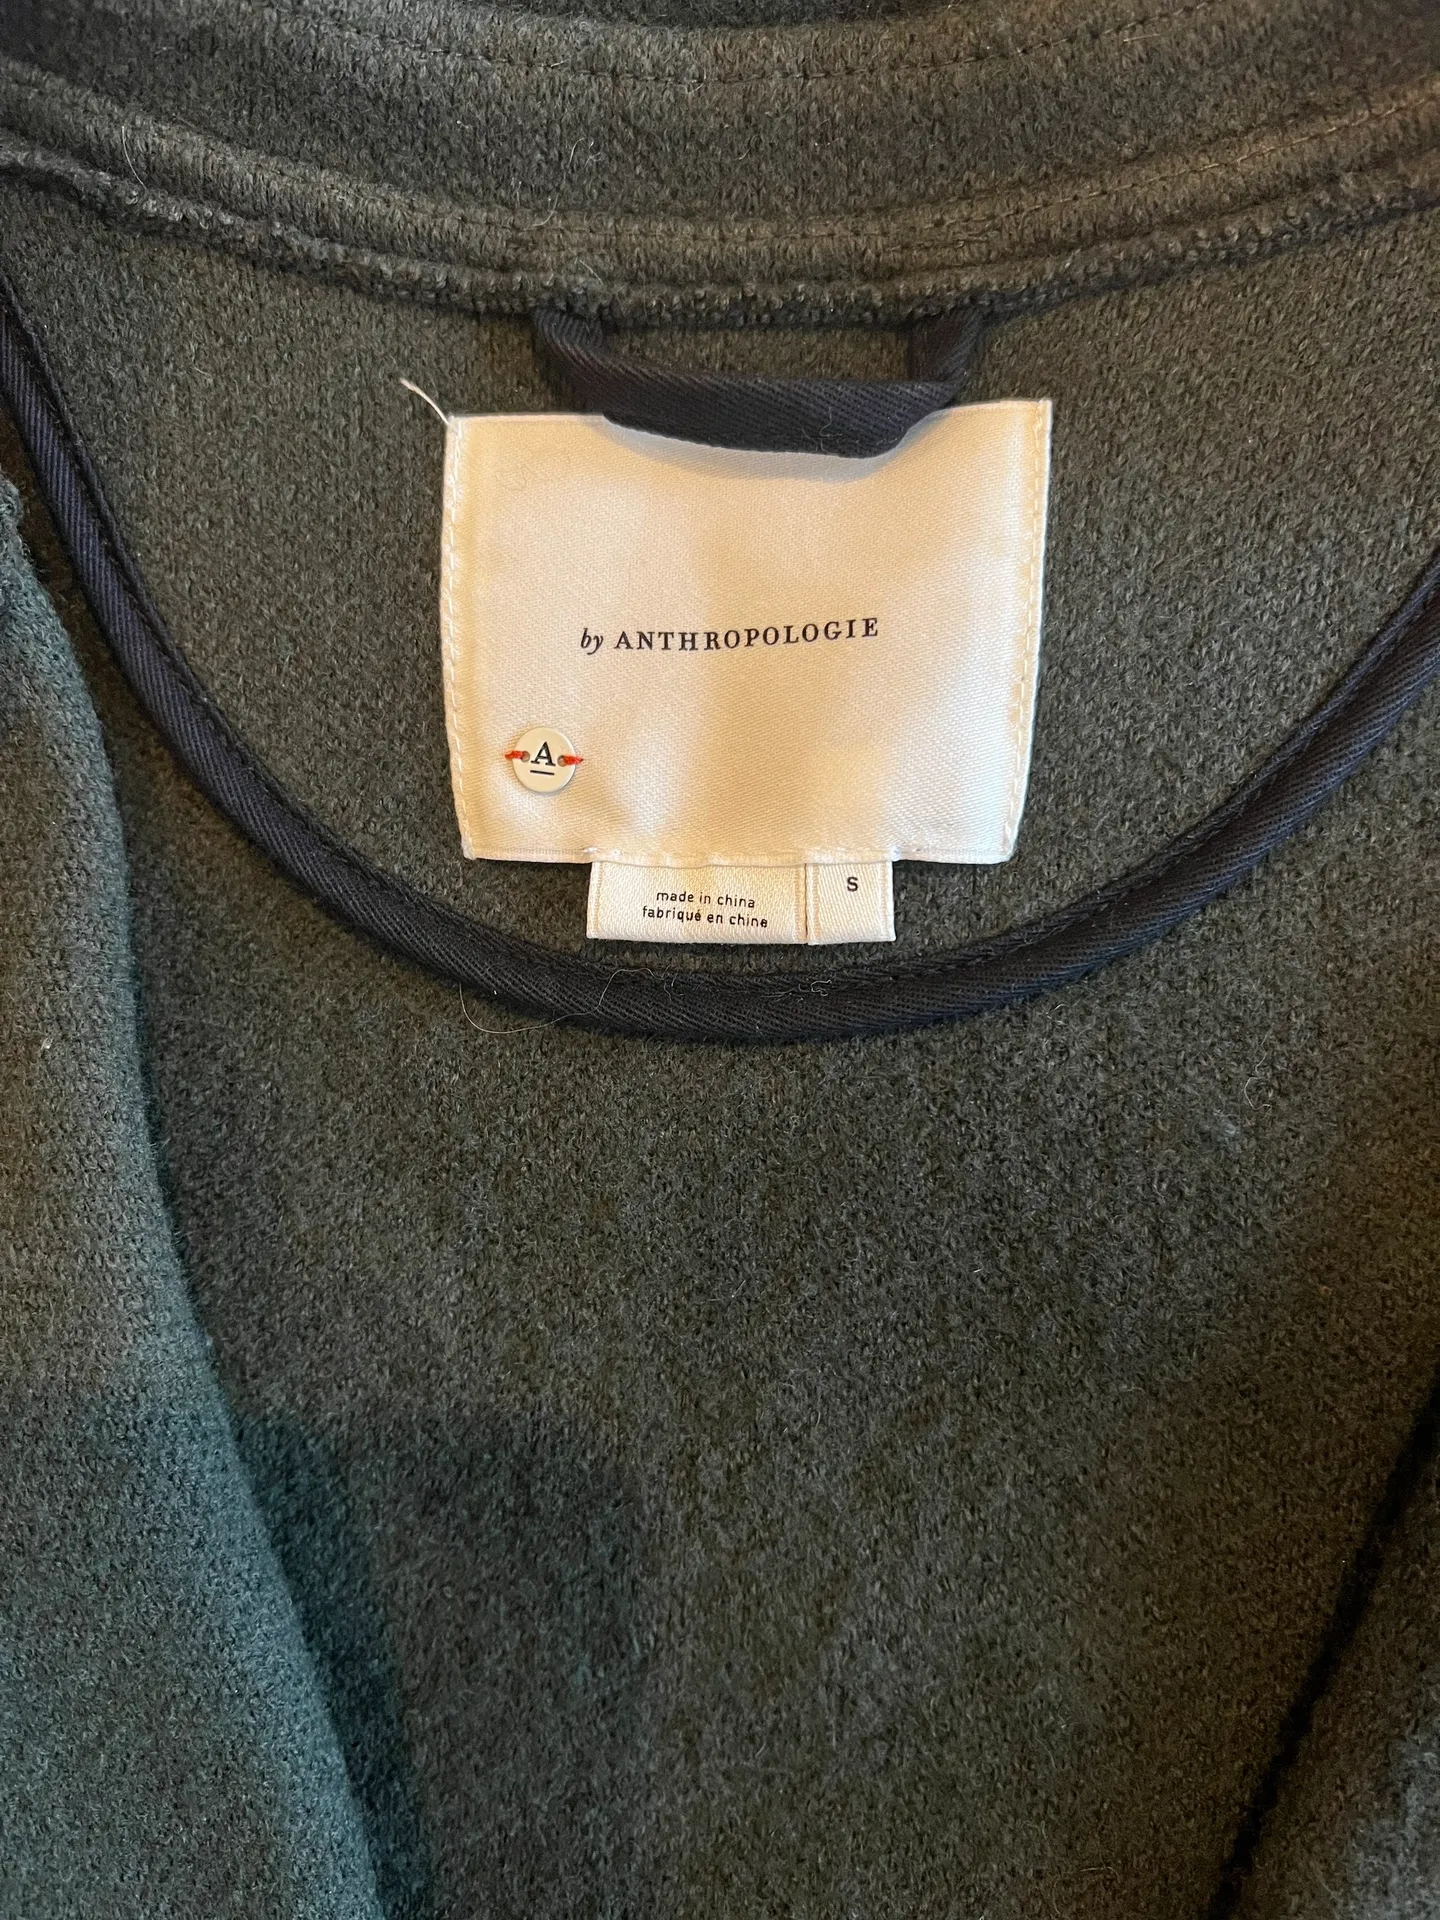 by ANTHROPOLOGIE
A
made in china
fabriqué en chine
S